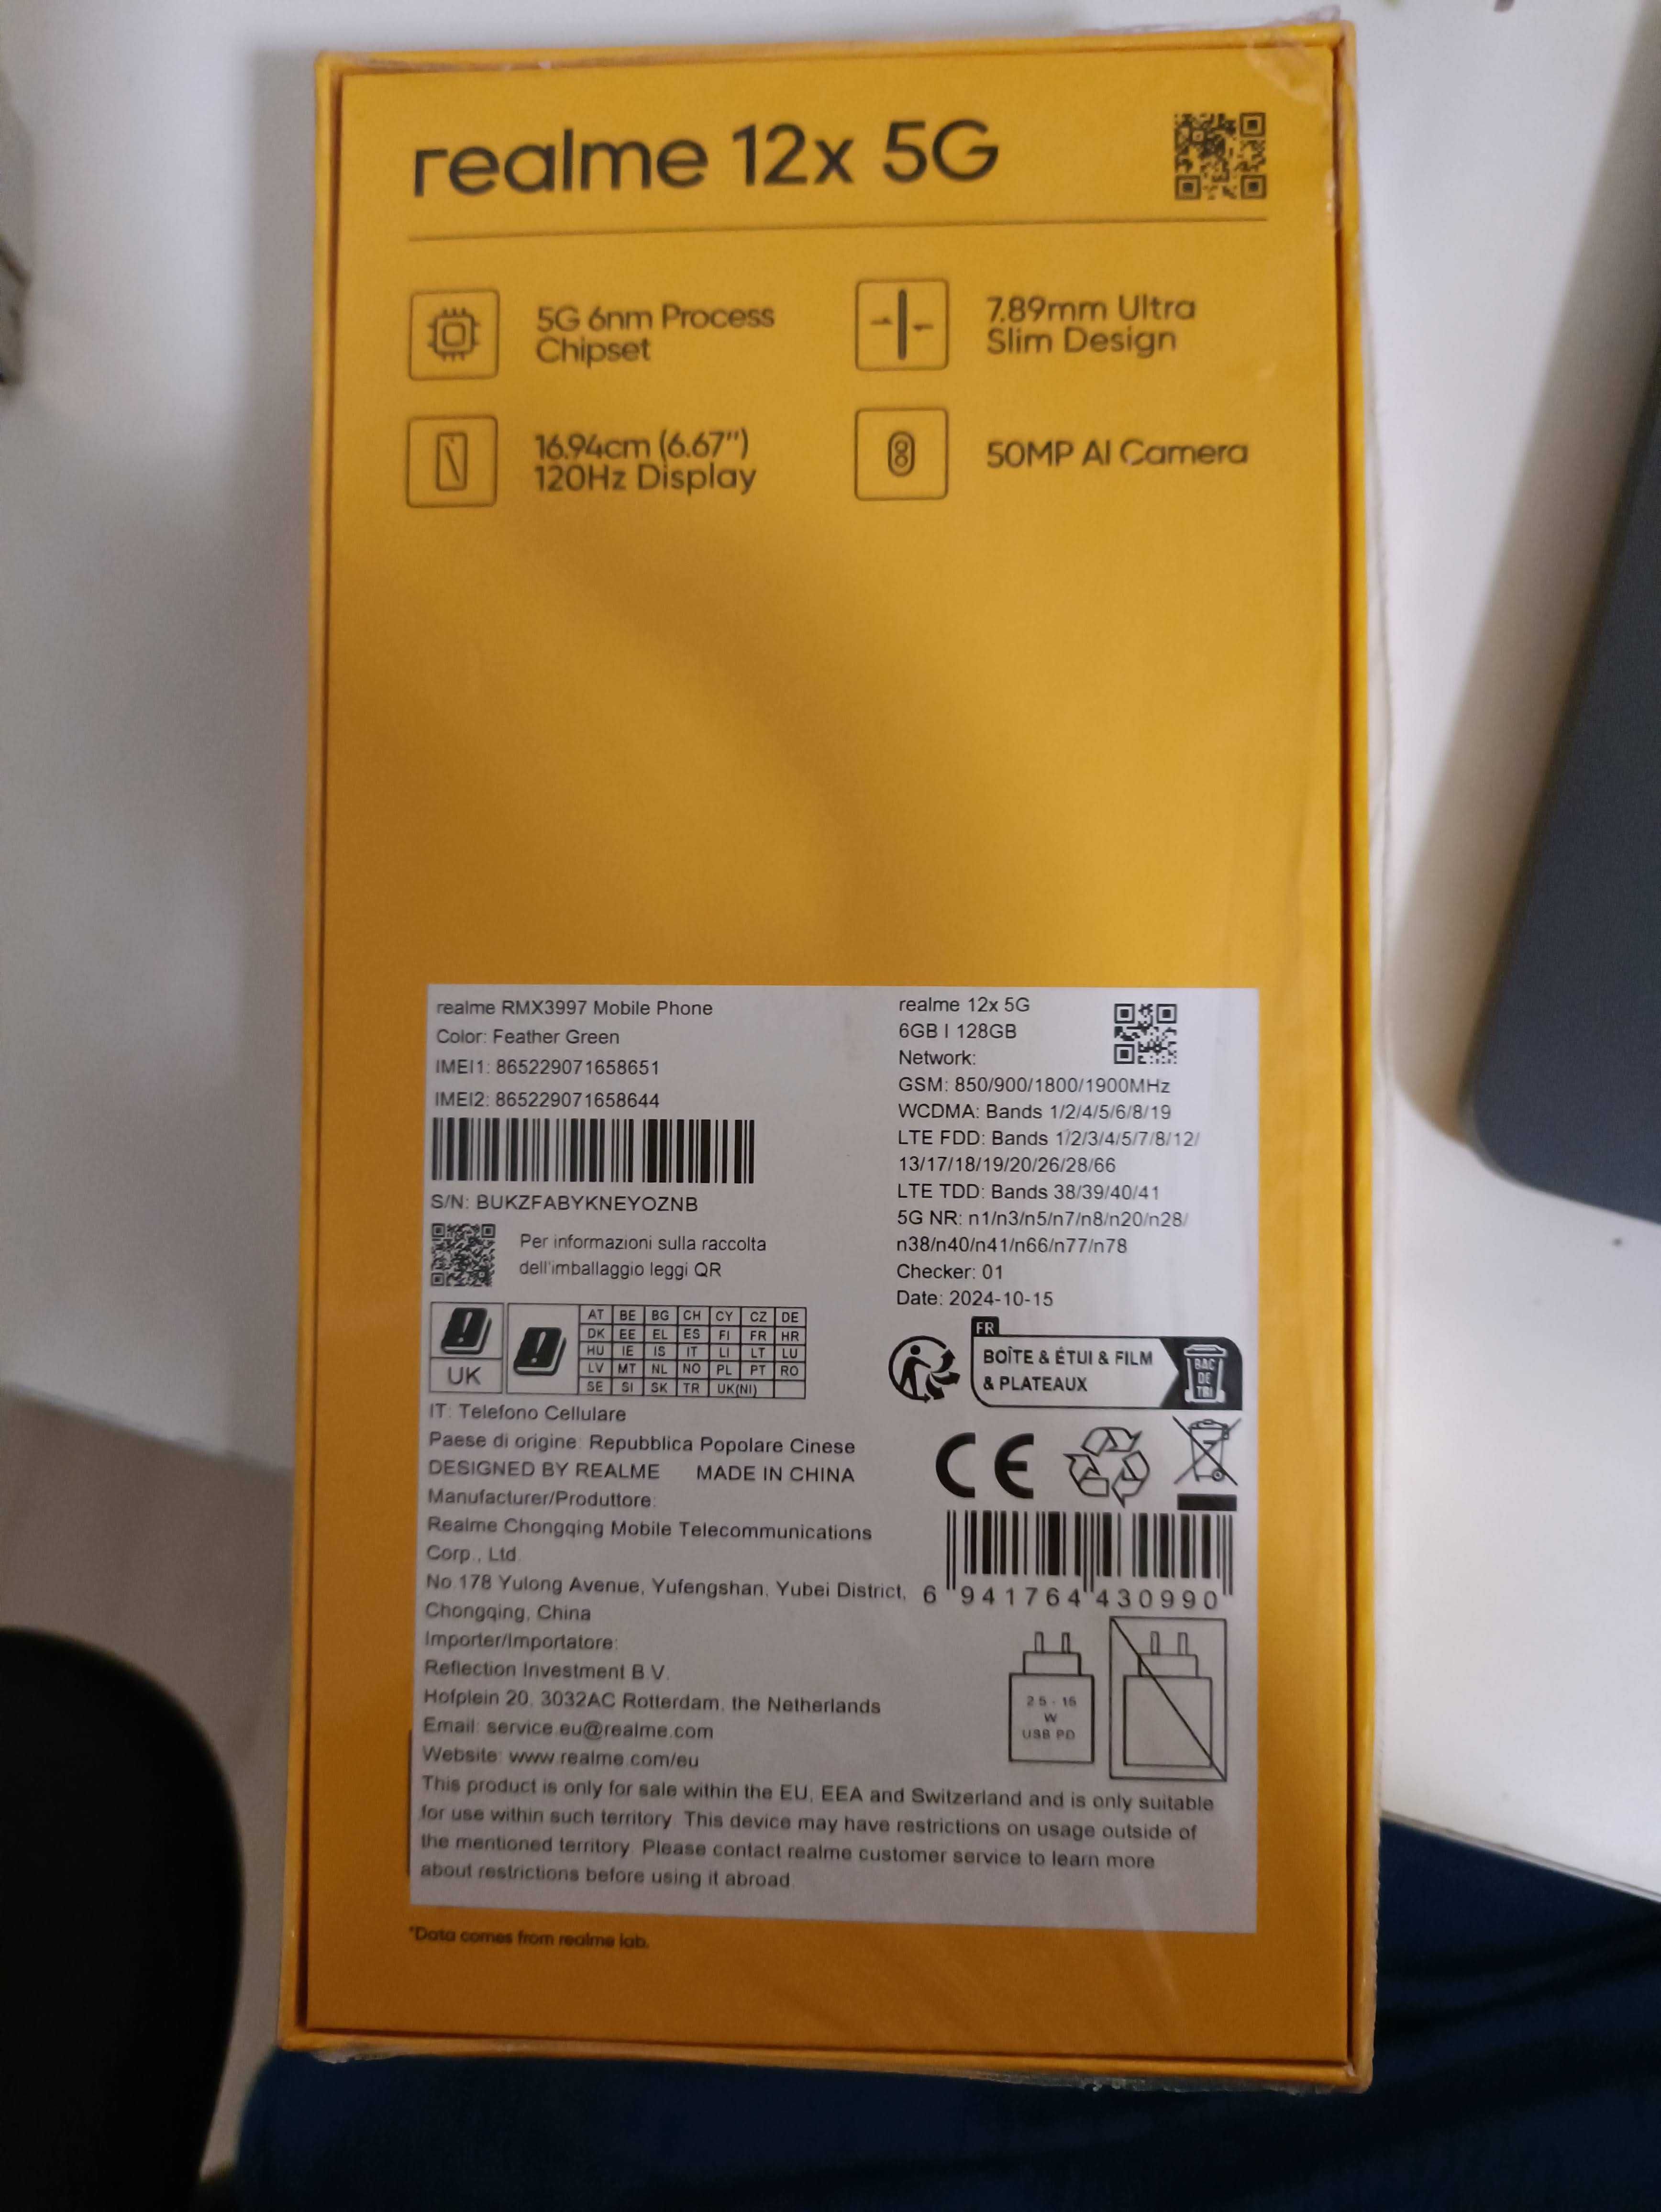 realme 12x 5G
5G 6nm Process
Chipset
7.89mm Ultra
Slim Design
16.94cm (6.67")
120Hz Display
50MP AI Camera
realme RMX3997 Mobile Phone
Color: Feather Green
IMEI1: 865229071658651
IMEI2: 865229071658644
S/N: BUKZFABYKNEYOZNB
Per informazioni sulla raccolta
dell'imballaggio leggi QR
UK
AT BE BG CH CY CZ DE
DK EE EL ES FI FR HR
HU IE IS IT LI LT LU
LV MT NL NO PL PT RO
SE SI SK TR UK(NI)
IT: Telefono Cellulare
Paese di origine: Repubblica Popolare Cinese
DESIGNED BY REALME MADE IN CHINA
Manufacturer/Produttore:
Realme Chongqing Mobile Telecommunications
Corp., Ltd.
No.178 Yulong Avenue, Yufengshan, Yubei District,
Chongqing, China
Importer/Importatore:
Reflection Investment B.V.
Hofplein 20, 3032AC Rotterdam, the Netherlands
Email: service.eu@realme.com
Website: www.realme.com/eu
realme 12x 5G
6GB | 128GB
Network:
GSM: 850/900/1800/1900MHz
WCDMA: Bands 1/2/4/5/6/8/19
LTE FDD: Bands 1/2/3/4/5/7/8/12/
13/17/18/19/20/26/28/66
LTE TDD: Bands 38/39/40/41
5G NR: n1/n3/n5/n7/n8/n20/n28/
n38/n40/n41/n66/n77/n78
Checker: 01
Date: 2024-10-15
FR
BOÎTE & ÉTUI & FILM
& PLATEAUX
BAC
DE
TRI
CE
6 941764 430990
2.5 - 15
W
USB PD
This product is only for sale within the EU, EEA and Switzerland and is only suitable
for use within such territory. This device may have restrictions on usage outside of
the mentioned territory. Please contact realme customer service to learn more
about restrictions before using it abroad.
*Data comes from realme lab.